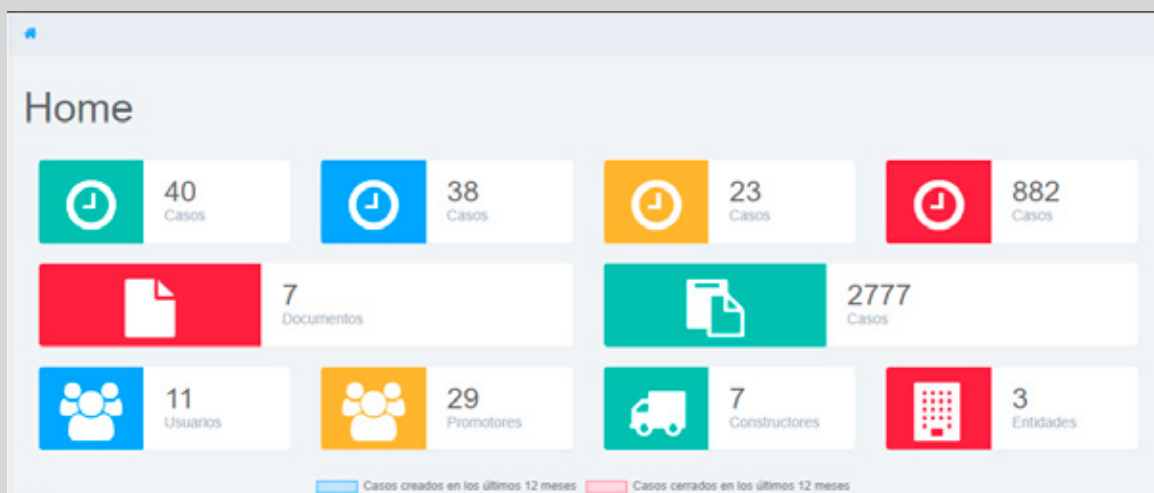 Home
40
Casos
38
Casos
23
Casos
882
Casos
7
Documentos
2777
Casos
11
Usuarios
29
Promotores
7
Constructores
3
Entidades
Casos creados en los últimos 12 meses Casos cerrados en los últimos 12 meses